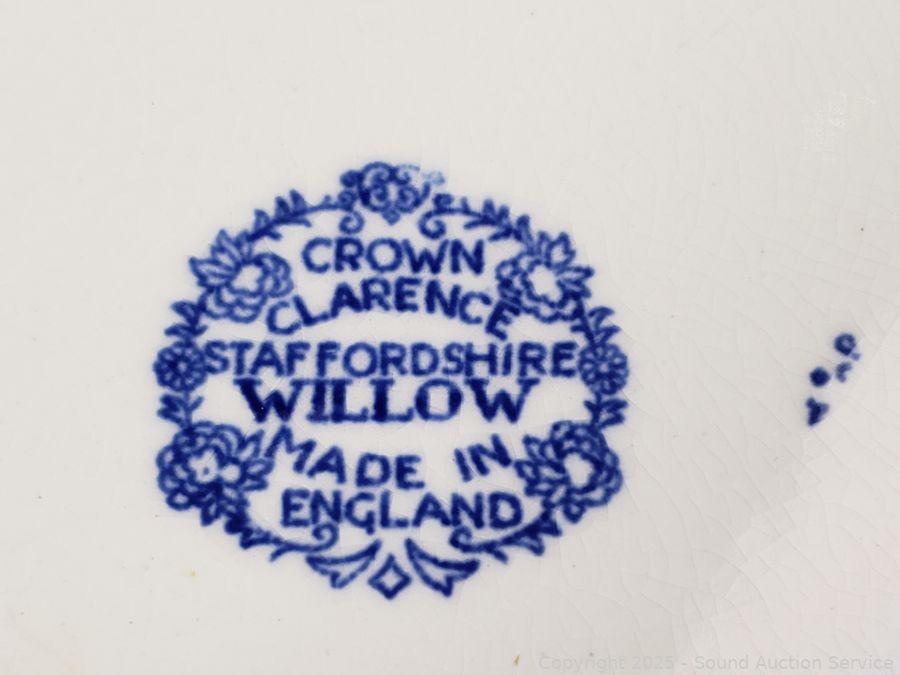 CROWN
CLARENCE
STAFFORDSHIRE
WILLOW
MADE IN
ENGLAND
Copyright 2025 - Sound Auction Service